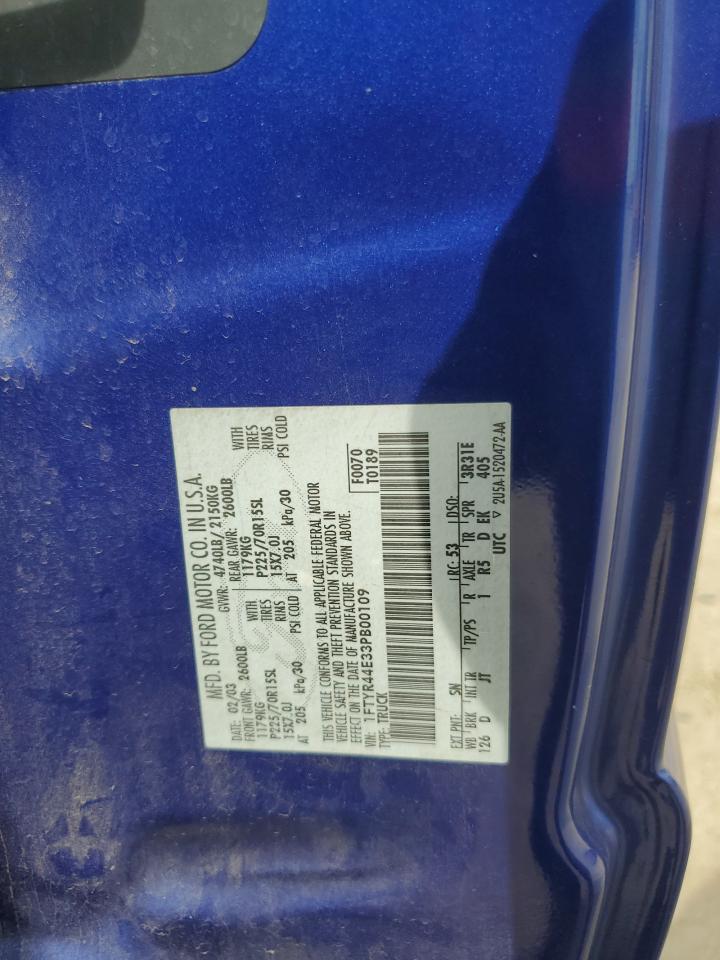 MFD. BY FORD MOTOR CO. IN U.S.A.
DATE: 02/03 GVWR: 4740LB/ 2150KG
FRONT GAWR: 2600LB REAR GAWR: 2600LB
1179KG WITH 1179KG WITH
P225/70R15SL TIRES P225/70R15SL TIRES
15X7.0J RIMS 15X7.0J RIMS
AT 205 kPa/30 PSI COLD AT 205 kPa/30 PSI COLD
THIS VEHICLE CONFORMS TO ALL APPLICABLE FEDERAL MOTOR
VEHICLE SAFETY AND THEFT PREVENTION STANDARDS IN
EFFECT ON THE DATE OF MANUFACTURE SHOWN ABOVE.
VIN: 1FTYR44E33PB00109 F0070
TYPE: TRUCK T0189
EXT PNT: SN RC: 53 DSO:
WB BRK INT TR TP/PS R AXLE TR SPR 3R31E
126 D JT 1 R5 D EK 405
UTC ▽ 2U5A-1520472-AA